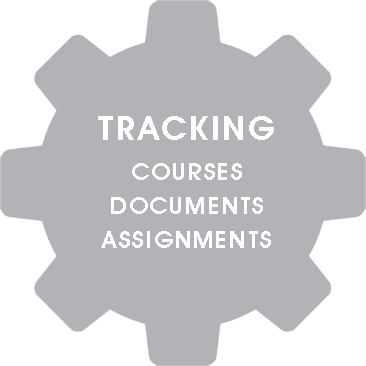 TRACKING
COURSES
DOCUMENTS
ASSIGNMENTS